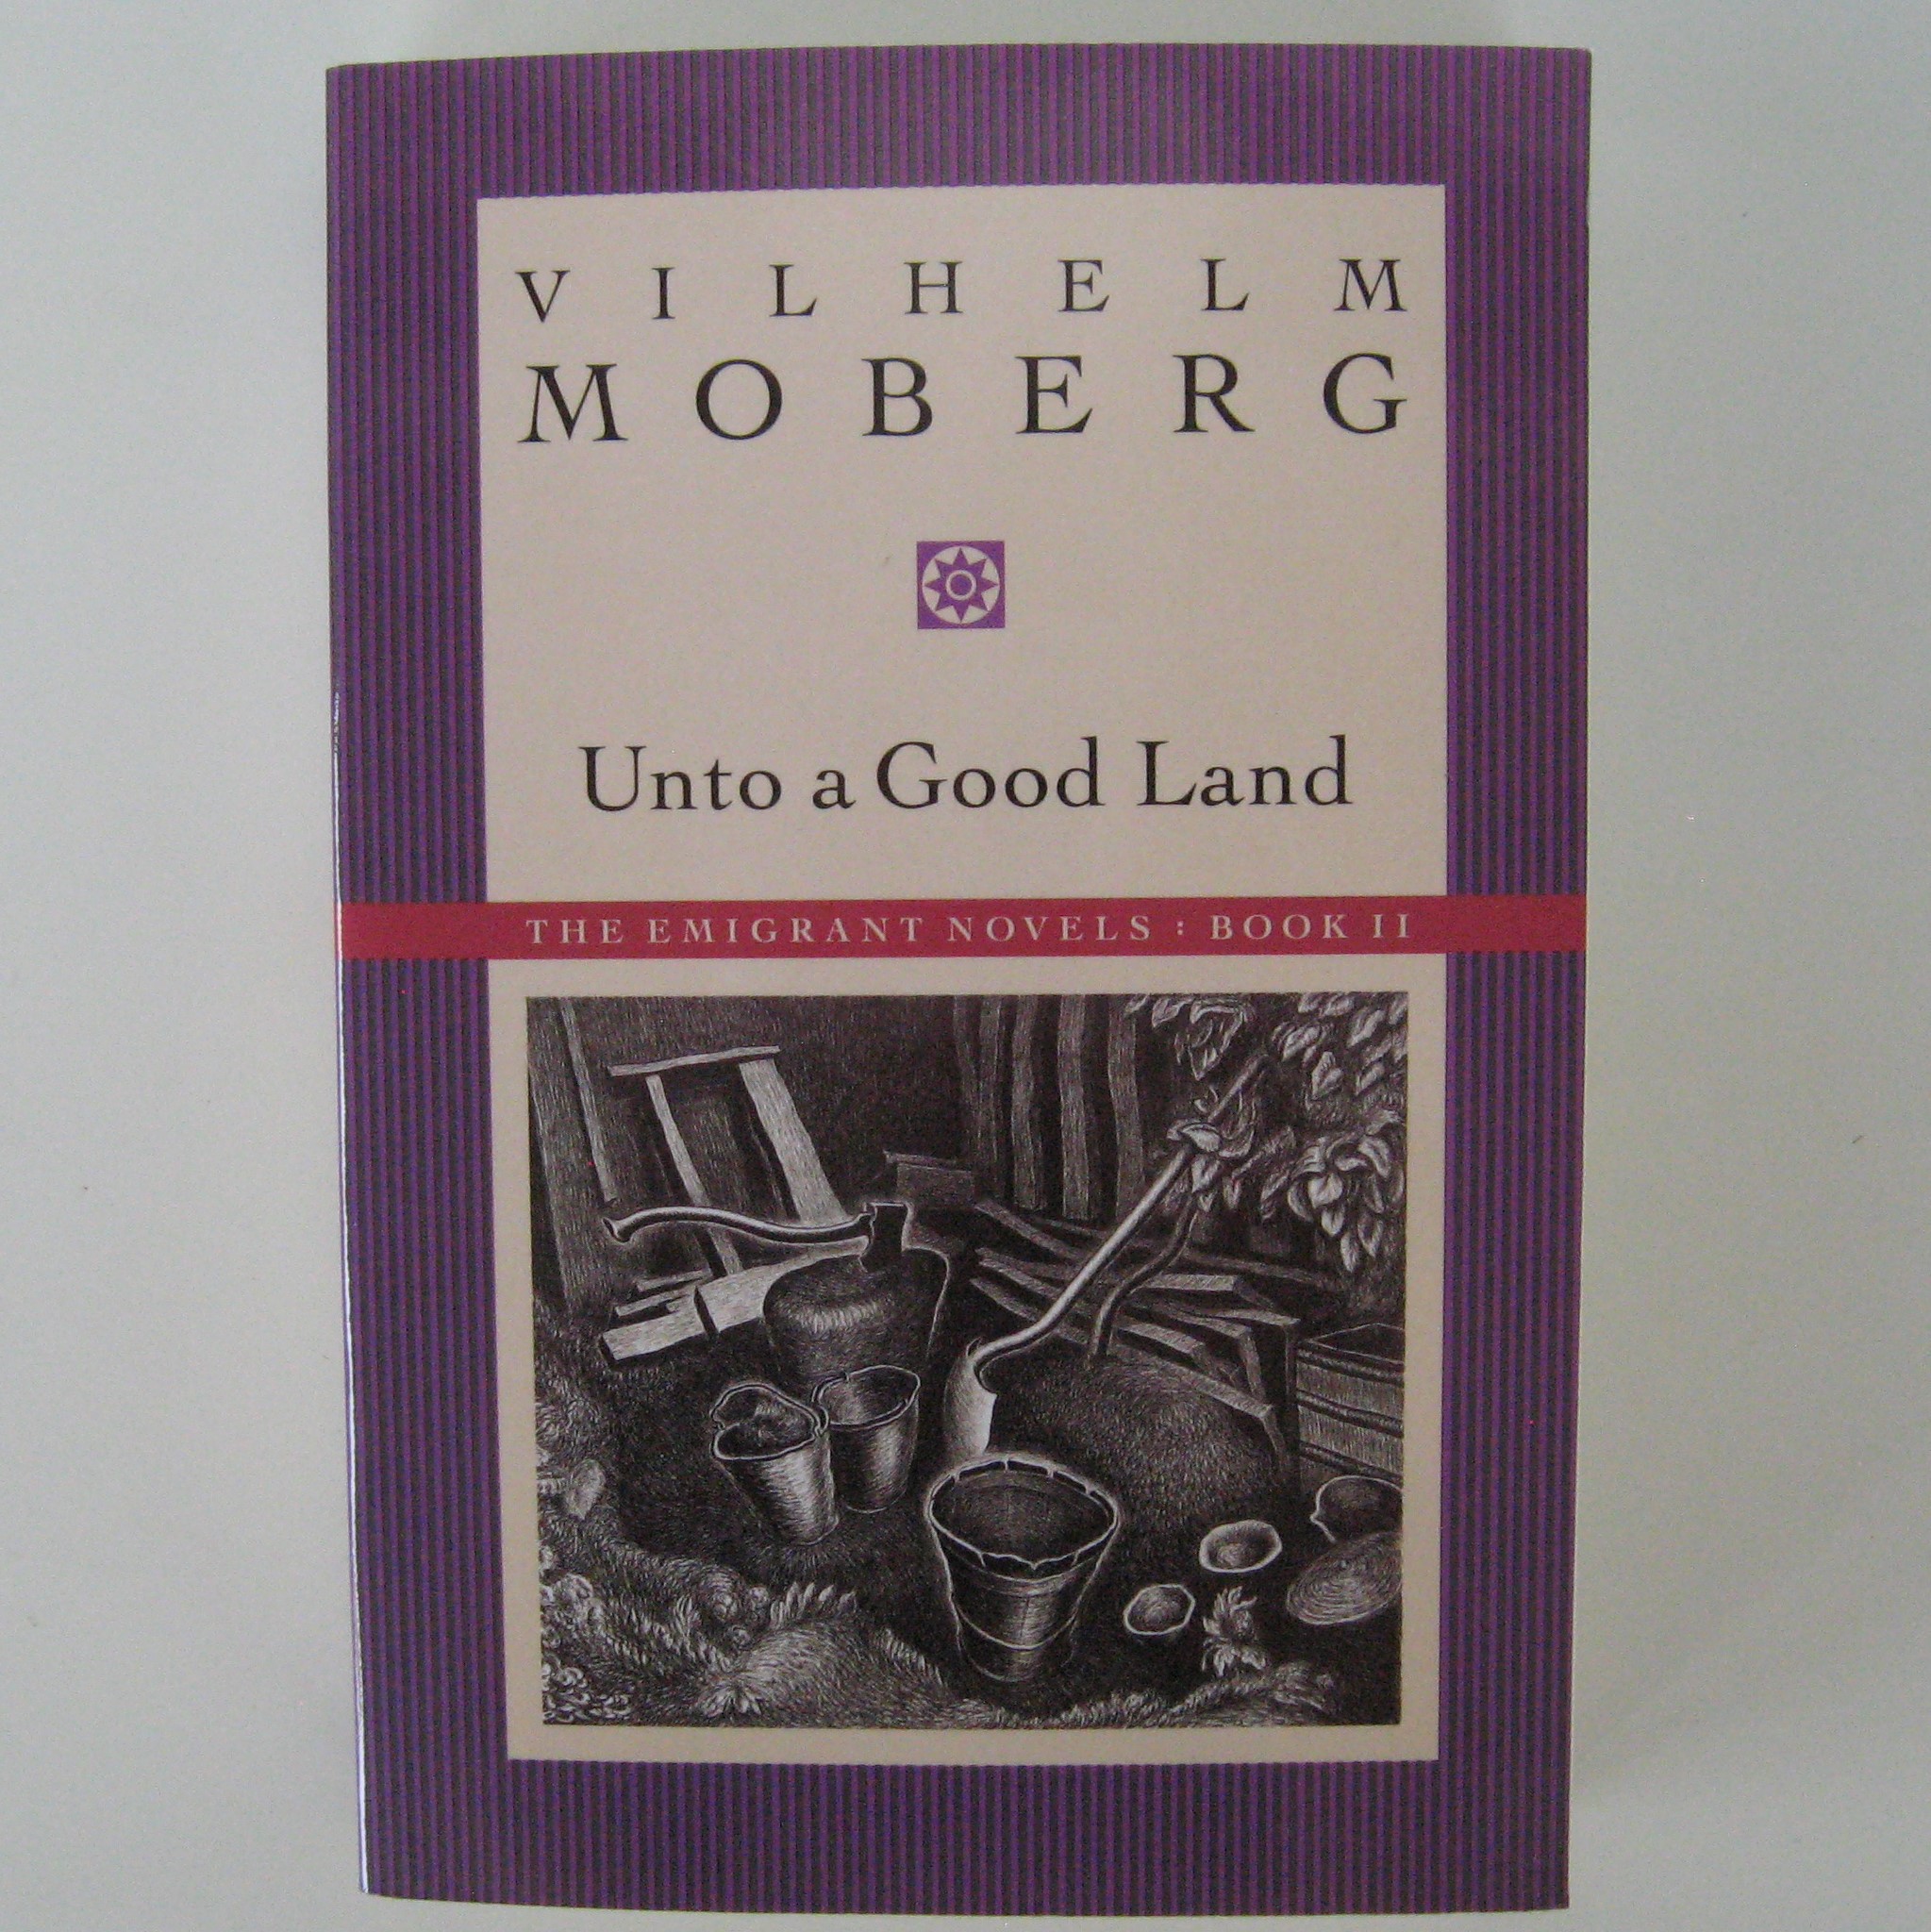 VILHELM
MOBERG
Unto a Good Land
THE EMIGRANT NOVELS : BOOK II